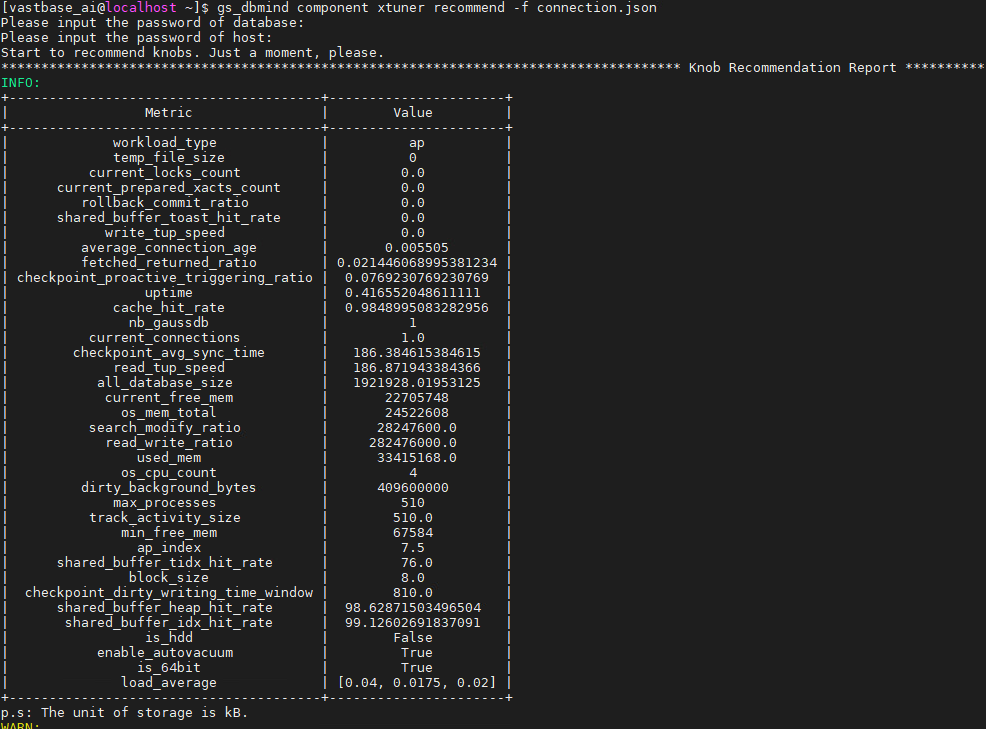 [vastbase_ai@localhost ~]$ gs_dbmind component xtuner recommend -f connection.json
Please input the password of database:
Please input the password of host:
Start to recommend knobs. Just a moment, please.
************************************************************************************* Knob Recommendation Report **********
INFO:
+---------------------------------------+----------------------+
| Metric | Value |
+---------------------------------------+----------------------+
| workload_type | ap |
| temp_file_size | 0 |
| current_locks_count | 0.0 |
| current_prepared_xacts_count | 0.0 |
| rollback_commit_ratio | 0.0 |
| shared_buffer_toast_hit_rate | 0.0 |
| write_tup_speed | 0.0 |
| average_connection_age | 0.005505 |
| fetched_returned_ratio | 0.021446068995381234 |
| checkpoint_proactive_triggering_ratio | 0.0769230769230769 |
| uptime | 0.416552048611111 |
| cache_hit_rate | 0.9848995083282956 |
| nb_gaussdb | 1 |
| current_connections | 1.0 |
| checkpoint_avg_sync_time | 186.384615384615 |
| read_tup_speed | 186.871943384366 |
| all_database_size | 1921928.01953125 |
| current_free_mem | 22705748 |
| os_mem_total | 24522608 |
| search_modify_ratio | 28247600.0 |
| read_write_ratio | 282476000.0 |
| used_mem | 33415168.0 |
| os_cpu_count | 4 |
| dirty_background_bytes | 409600000 |
| max_processes | 510 |
| track_activity_size | 510.0 |
| min_free_mem | 67584 |
| ap_index | 7.5 |
| shared_buffer_tidx_hit_rate | 76.0 |
| block_size | 8.0 |
| checkpoint_dirty_writing_time_window | 810.0 |
| shared_buffer_heap_hit_rate | 98.62871503496504 |
| shared_buffer_idx_hit_rate | 99.12602691837091 |
| is_hdd | False |
| enable_autovacuum | True |
| is_64bit | True |
| load_average | [0.04, 0.0175, 0.02] |
+---------------------------------------+----------------------+
p.s: The unit of storage is kB.
WARN: